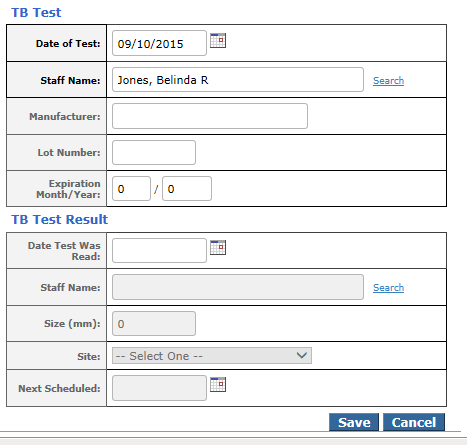 TB Test
Date of Test: 09/10/2015
Staff Name: Jones, Belinda R Search
Manufacturer:
Lot Number:
Expiration
Month/Year: 0 / 0
TB Test Result
Date Test Was
Read:
Staff Name: Search
Size (mm): 0
Site: -- Select One --
Next Scheduled:
Save Cancel